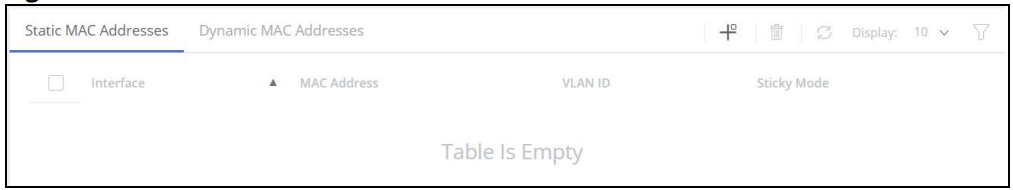 Static MAC Addresses Dynamic MAC Addresses Display: 10
Interface MAC Address VLAN ID Sticky Mode
Table Is Empty